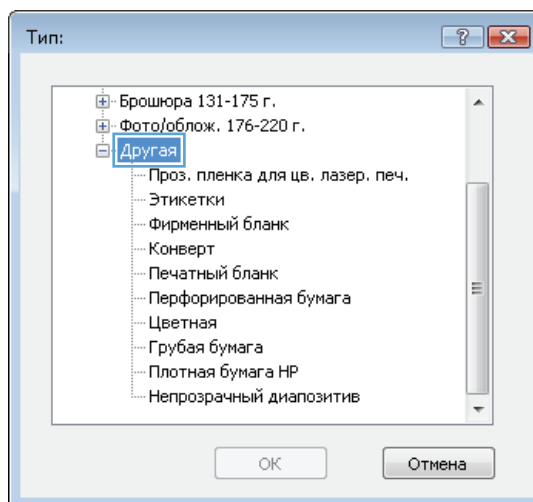 Тип:
Брошюра 131-175 г.
Фото/облож. 176-220 г.
Другая
Проз. пленка для цв. лазер. печ.
Этикетки
Фирменный бланк
Конверт
Печатный бланк
Перфорированная бумага
Цветная
Грубая бумага
Плотная бумага HP
Непрозрачный диапозитив
ОК
Отмена